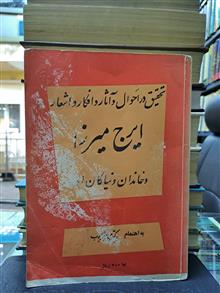 تحقیق در احوال و آثار و افکار و اشعار
ایرج میرزا
و خاندان و نیاکان او
به اهتمام